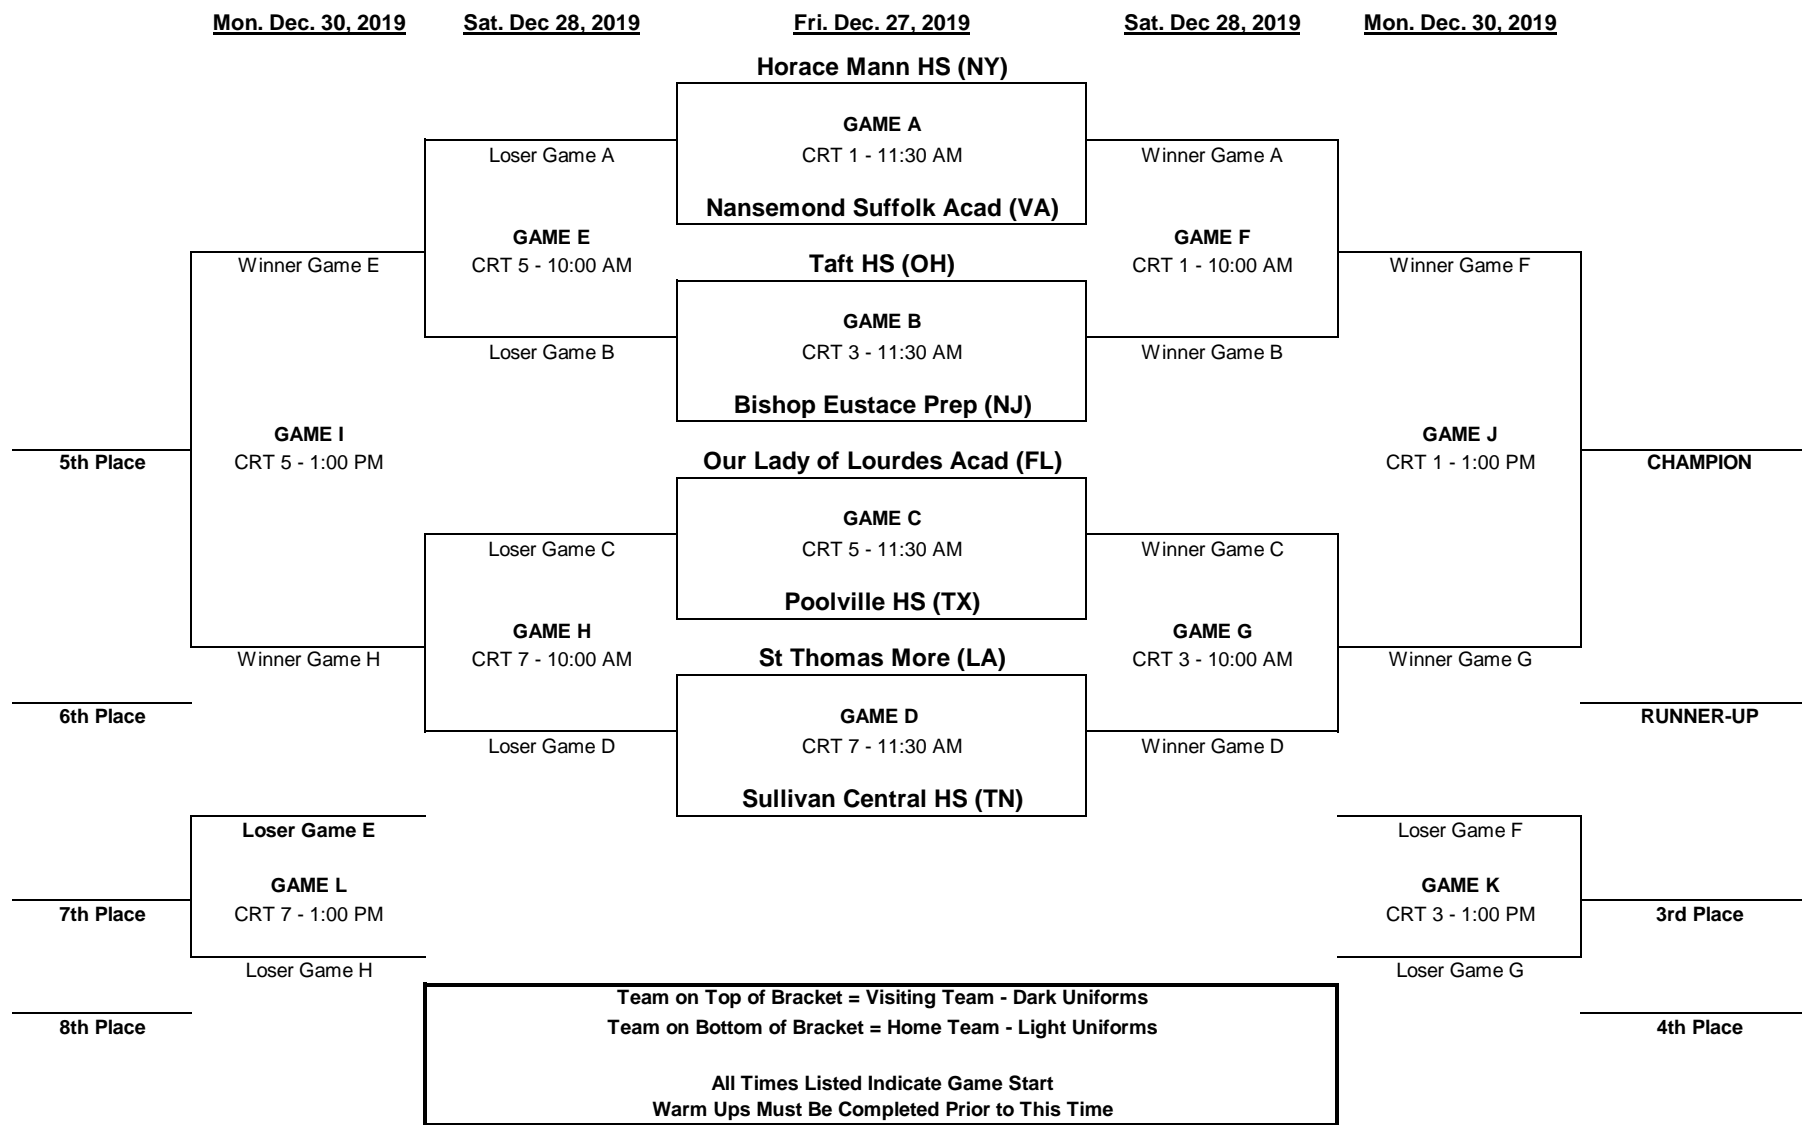 Mon. Dec. 30, 2019 Sat. Dec 28, 2019 Fri. Dec. 27, 2019 Sat. Dec 28, 2019 Mon. Dec. 30, 2019
Horace Mann HS (NY)
GAME A
Loser Game A CRT 1 - 11:30 AM Winner Game A
Nansemond Suffolk Acad (VA)
GAME E GAME F
Winner Game E CRT 5 - 10:00 AM Taft HS (OH) CRT 1 - 10:00 AM Winner Game F
GAME B
Loser Game B CRT 3 - 11:30 AM Winner Game B
Bishop Eustace Prep (NJ)
GAME I GAME J
5th Place CRT 5 - 1:00 PM Our Lady of Lourdes Acad (FL) CRT 1 - 1:00 PM CHAMPION
GAME C
Loser Game C CRT 5 - 11:30 AM Winner Game C
Poolville HS (TX)
GAME H GAME G
Winner Game H CRT 7 - 10:00 AM St Thomas More (LA) CRT 3 - 10:00 AM Winner Game G
6th Place GAME D RUNNER-UP
Loser Game D CRT 7 - 11:30 AM Winner Game D
Sullivan Central HS (TN)
Loser Game E Loser Game F
GAME L GAME K
7th Place CRT 7 - 1:00 PM CRT 3 - 1:00 PM 3rd Place
Loser Game H Loser Game G
Team on Top of Bracket = Visiting Team - Dark Uniforms
8th Place Team on Bottom of Bracket = Home Team - Light Uniforms 4th Place
All Times Listed Indicate Game Start
Warm Ups Must Be Completed Prior to This Time